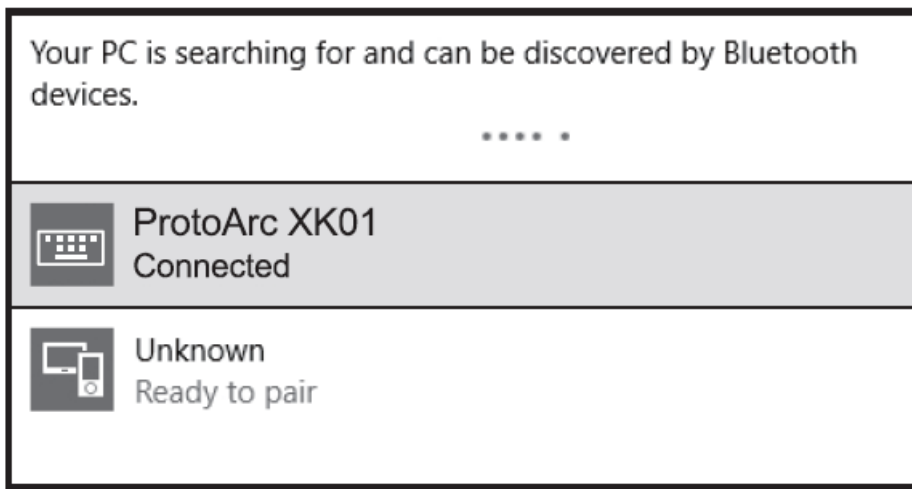 Your PC is searching for and can be discovered by Bluetooth
devices.
ProtoArc XK01
Connected
Unknown
Ready to pair